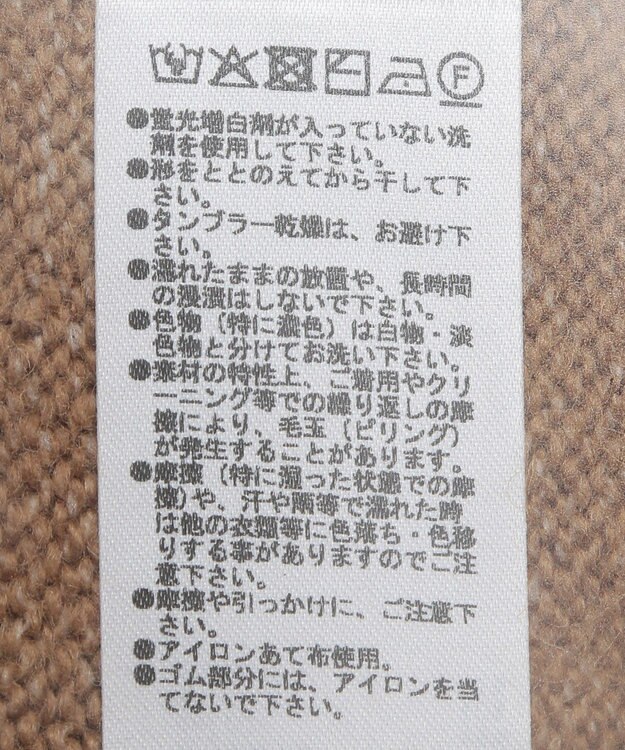 F
●蛍光増白剤が入っていない洗
剤を使用して下さい。
●形をととのえてから干して下
さい。
●タンブラー乾燥は、お避け下
さい。
●濡れたままの放置や、長時間
の浸漬はしないで下さい。
●色物（特に濃色）は白物・淡
色物と分けてお洗い下さい。
●素材の特性上、ご着用やクリ
ーニング等での繰り返しの摩
擦により、毛玉（ピリング）
が発生することがあります。
●摩擦（特に湿った状態での摩
擦）や、汗や雨等で濡れた時
は他の衣類等に色落ち・色移
りする事がありますのでご注
意下さい。
●摩擦や引っかけに、ご注意下
さい。
●アイロンあて布使用。
●ゴム部分には、アイロンを当
てないで下さい。